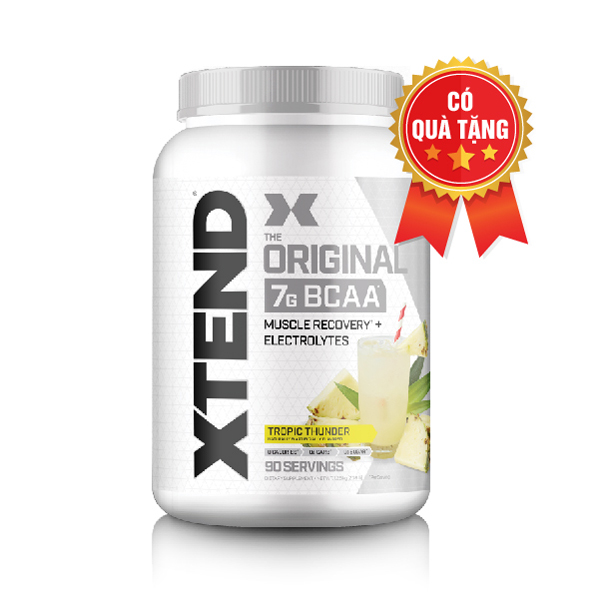 CÓ
QUÀ TẶNG
XTEND
X
THE
ORIGINAL
7G BCAA
MUSCLE RECOVERY* +
ELECTROLYTES
TROPIC THUNDER
90 SERVINGS